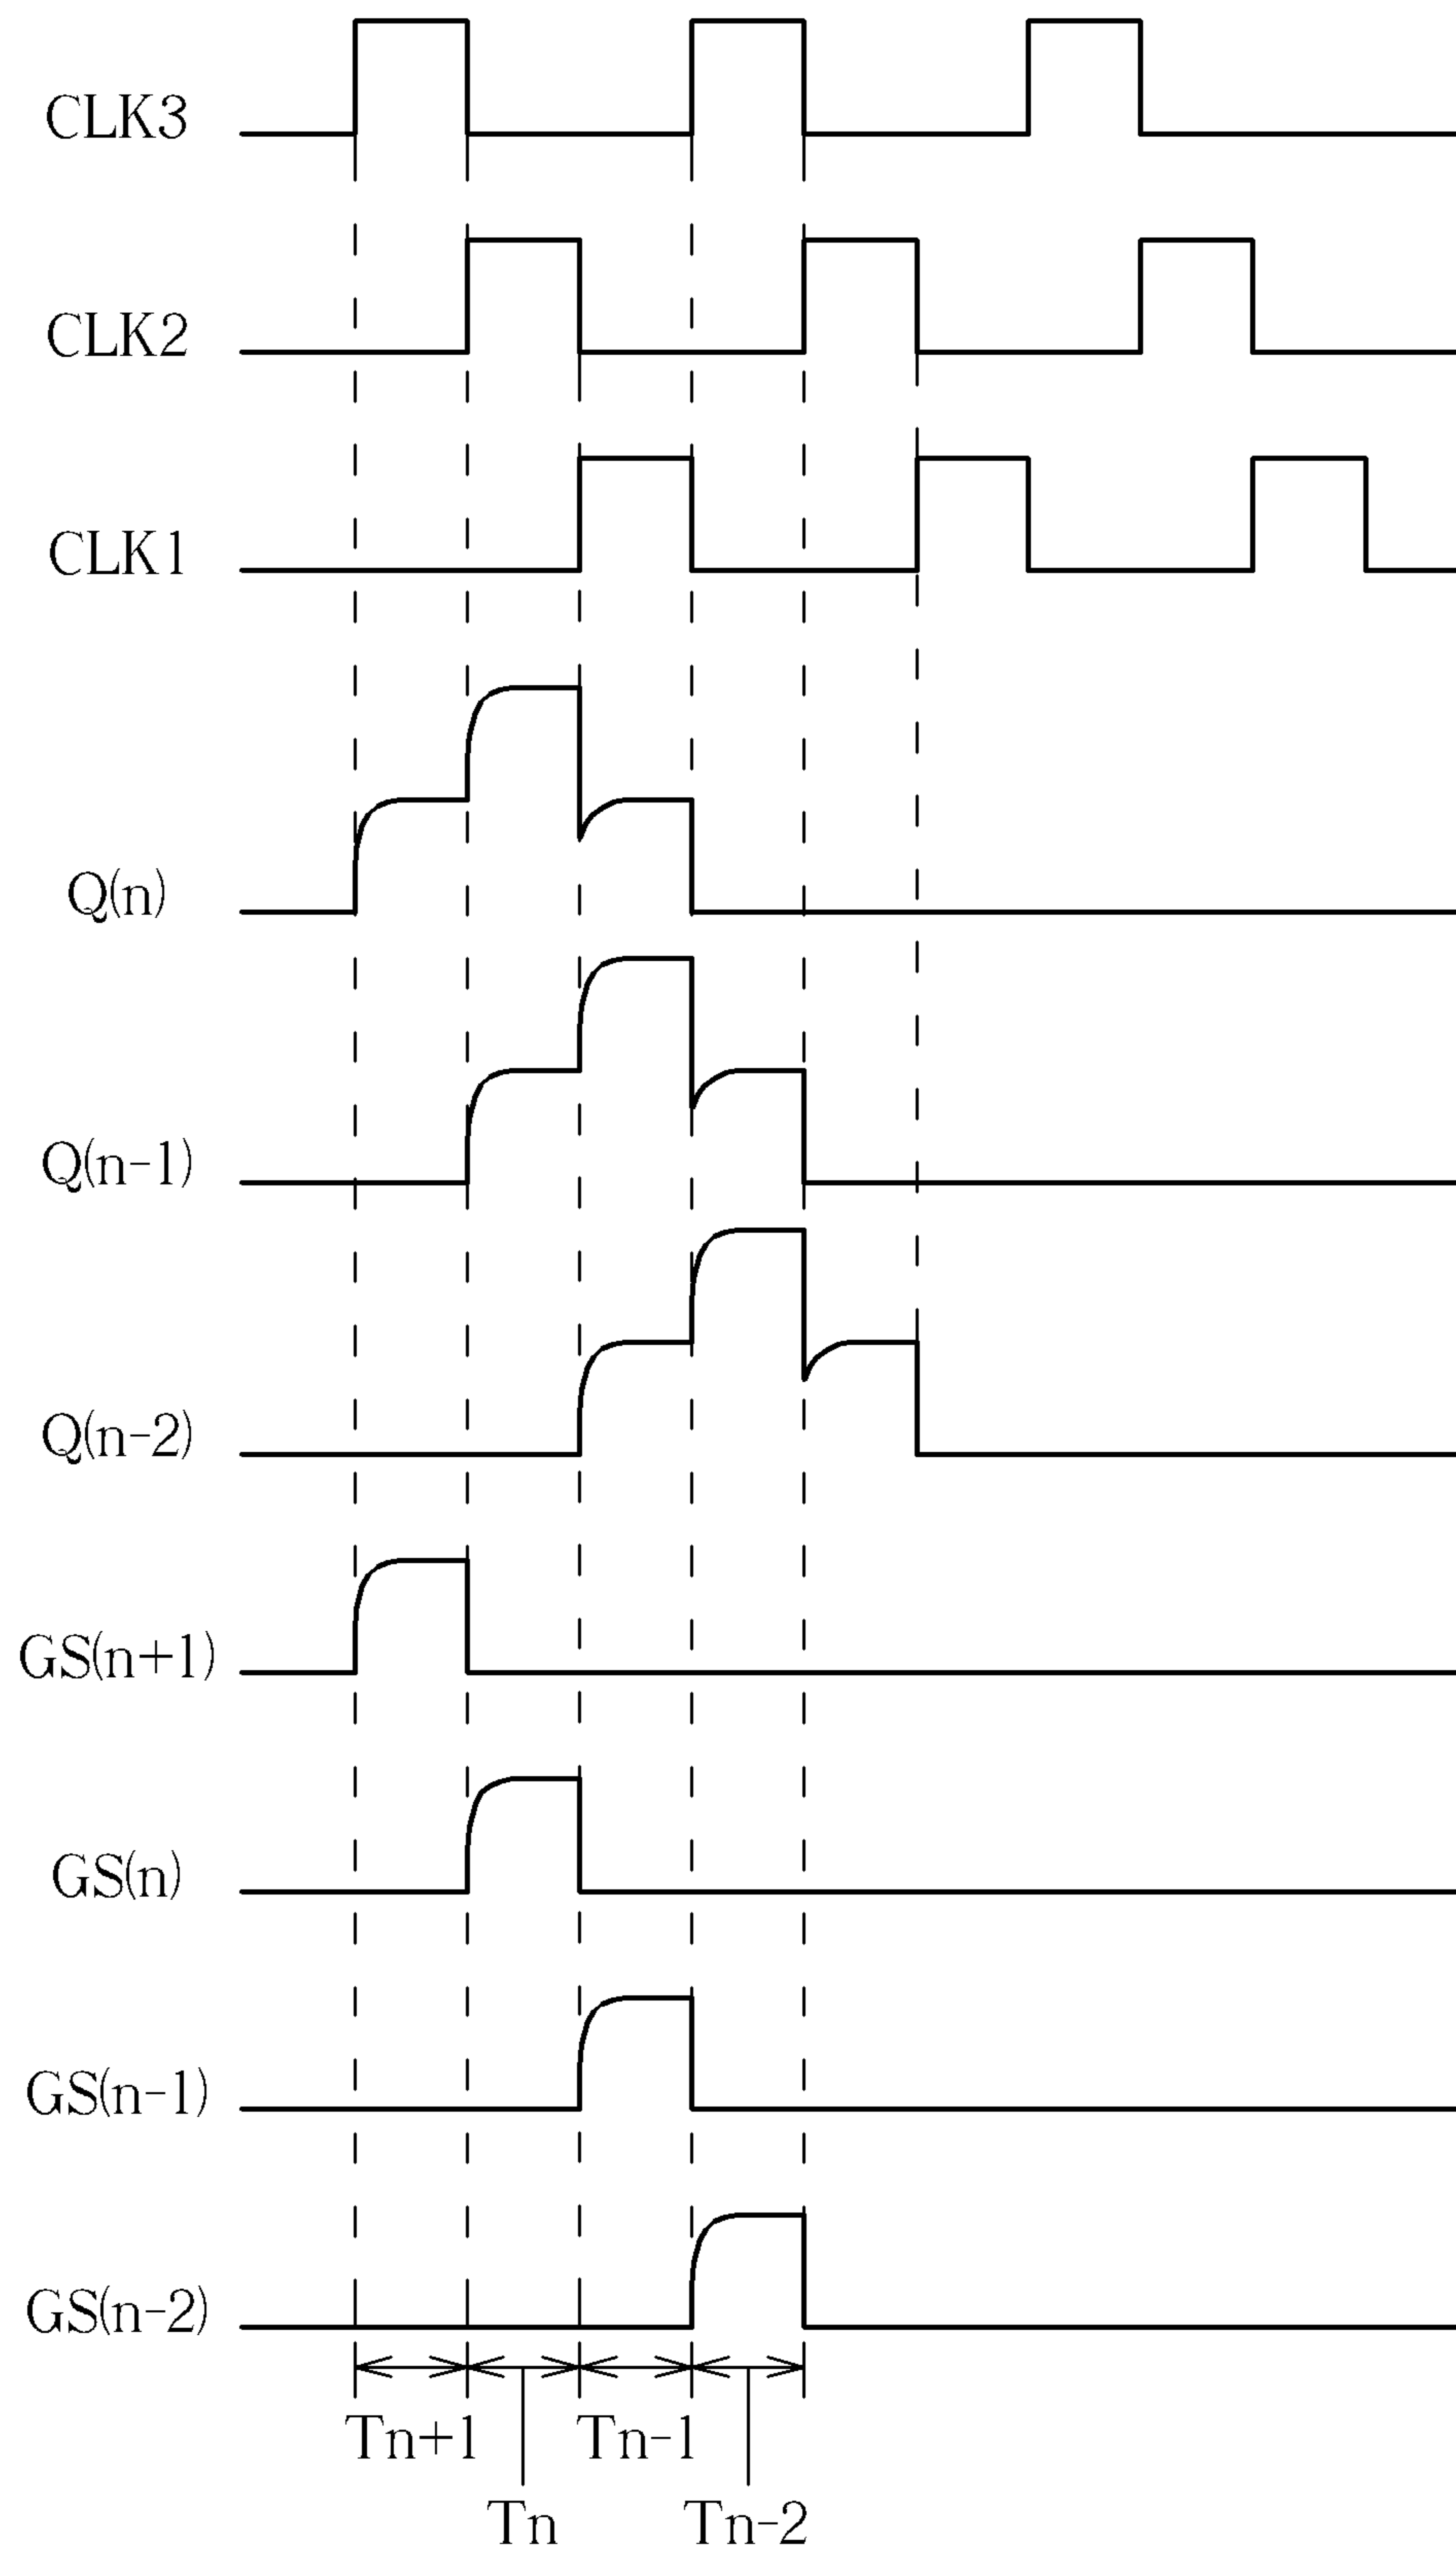 CLK3
CLK2
CLK1
Q(n)
Q(n-1)
Q(n-2)
GS(n+1)
GS(n)
GS(n-1)
GS(n-2)
Tn+1 Tn-1
Tn Tn-2